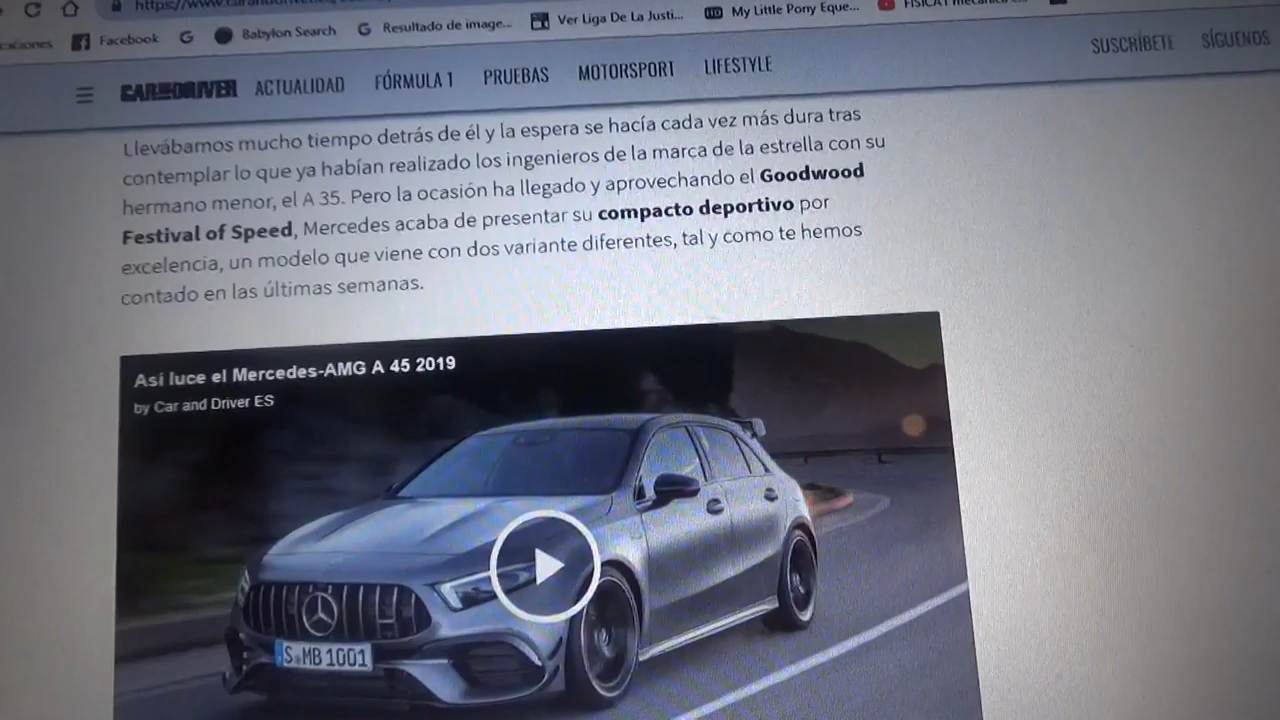 Facebook
Babylon Search
Resultado de image...
Ver Liga De La Justi...
My Little Pony Eque...
CAR AND DRIVER
ACTUALIDAD
FÓRMULA 1
PRUEBAS
MOTORSPORT
LIFESTYLE
SUSCRÍBETE
SÍGUENOS
Llevábamos mucho tiempo detrás de él y la espera se hacía cada vez más dura tras
contemplar lo que ya habían realizado los ingenieros de la marca de la estrella con su
hermano menor, el A 35. Pero la ocasión ha llegado y aprovechando el Goodwood
Festival of Speed, Mercedes acaba de presentar su compacto deportivo por
excelencia, un modelo que viene con dos variante diferentes, tal y como te hemos
contado en las últimas semanas.
Así luce el Mercedes-AMG A 45 2019
by Car and Driver ES
S MB 1001